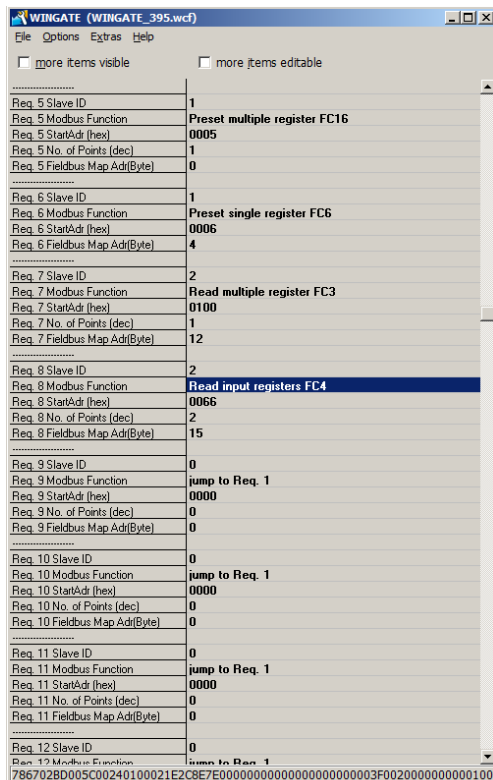 WINGATE (WINGATE_395.wcf)
File Options Extras Help
more items visible more items editable
--------------------
Req. 5 Slave ID 1
Req. 5 Modbus Function Preset multiple register FC16
Req. 5 StartAdr (hex) 0005
Req. 5 No. of Points (dec) 1
Req. 5 Fieldbus Map Adr(Byte) 0
--------------------
Req. 6 Slave ID 1
Req. 6 Modbus Function Preset single register FC6
Req. 6 StartAdr (hex) 0006
Req. 6 Fieldbus Map Adr(Byte) 4
--------------------
Req. 7 Slave ID 2
Req. 7 Modbus Function Read multiple register FC3
Req. 7 StartAdr (hex) 0100
Req. 7 No. of Points (dec) 1
Req. 7 Fieldbus Map Adr(Byte) 12
--------------------
Req. 8 Slave ID 2
Req. 8 Modbus Function Read input registers FC4
Req. 8 StartAdr (hex) 0066
Req. 8 No. of Points (dec) 2
Req. 8 Fieldbus Map Adr(Byte) 15
--------------------
Req. 9 Slave ID 0
Req. 9 Modbus Function jump to Req. 1
Req. 9 StartAdr (hex) 0000
Req. 9 No. of Points (dec) 0
Req. 9 Fieldbus Map Adr(Byte) 0
--------------------
Req. 10 Slave ID 0
Req. 10 Modbus Function jump to Req. 1
Req. 10 StartAdr (hex) 0000
Req. 10 No. of Points (dec) 0
Req. 10 Fieldbus Map Adr(Byte) 0
--------------------
Req. 11 Slave ID 0
Req. 11 Modbus Function jump to Req. 1
Req. 11 StartAdr (hex) 0000
Req. 11 No. of Points (dec) 0
Req. 11 Fieldbus Map Adr(Byte) 0
--------------------
Req. 12 Slave ID 0
Req. 12 Modbus Function jump to Req. 1